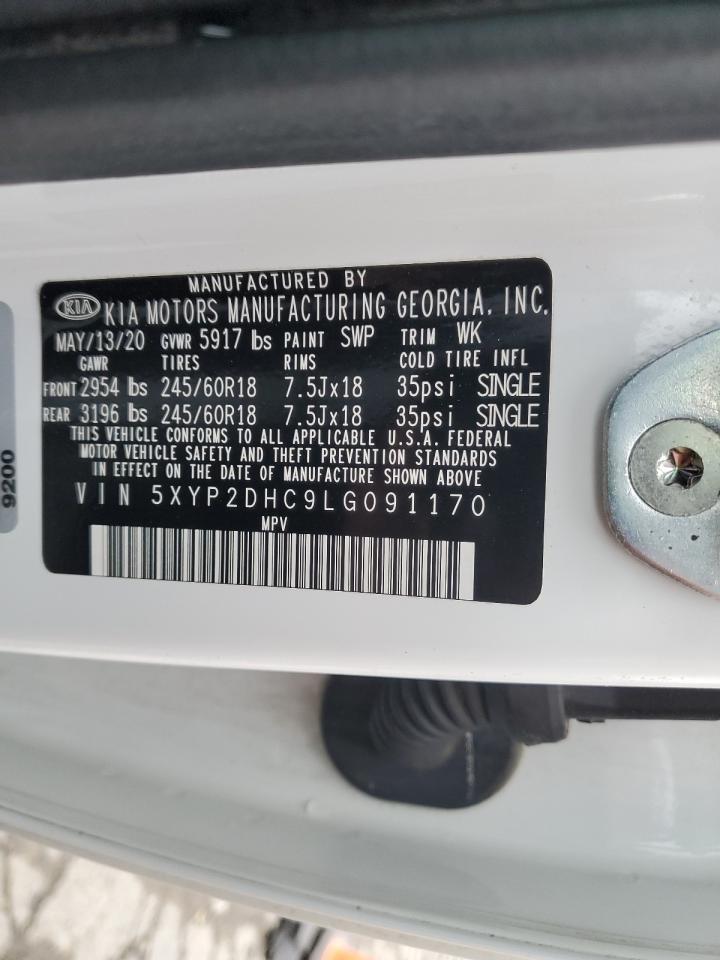 MANUFACTURED BY
KIA KIA MOTORS MANUFACTURING GEORGIA, INC.
MAY/13/20 GVWR 5917 lbs PAINT SWP TRIM WK
GAWR TIRES RIMS COLD TIRE INFL
FRONT 2954 lbs 245/60R18 7.5Jx18 35psi SINGLE
REAR 3196 lbs 245/60R18 7.5Jx18 35psi SINGLE
THIS VEHICLE CONFORMS TO ALL APPLICABLE U.S.A. FEDERAL
MOTOR VEHICLE SAFETY AND THEFT PREVENTION STANDARDS
IN EFFECT ON THE DATE OF MANUFACTURE SHOWN ABOVE.
VIN 5XYP2DHC9LG091170
MPV
9200